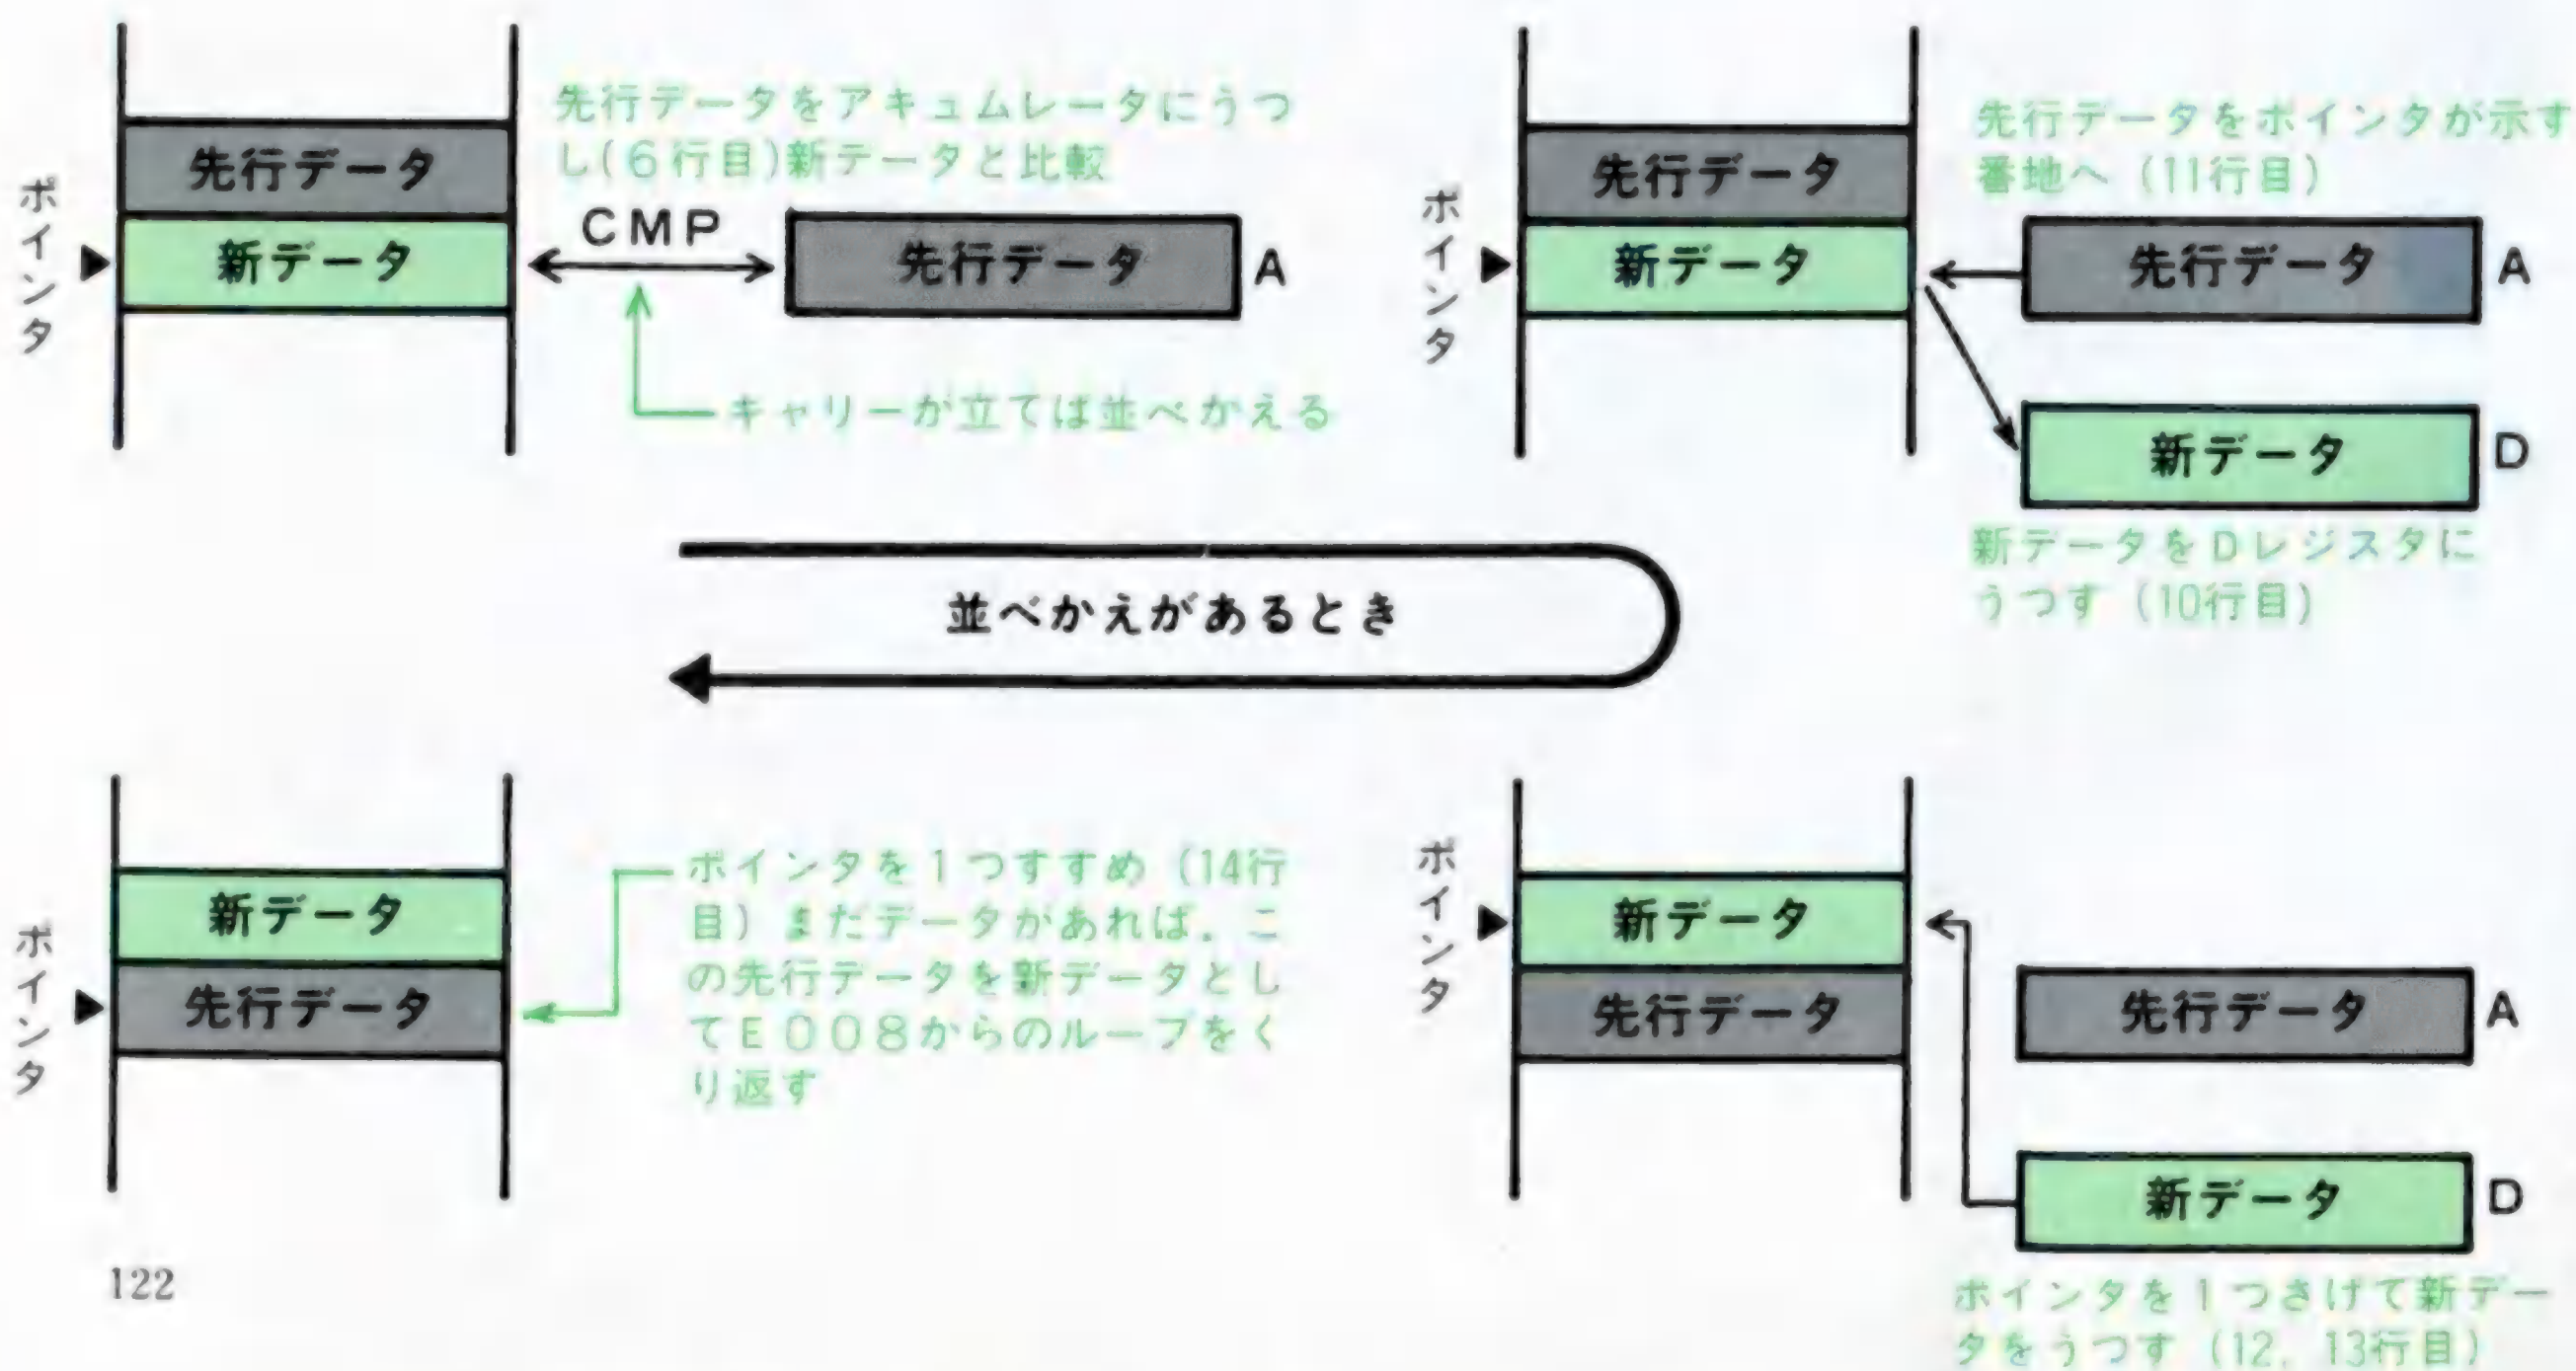 先行データをアキュムレータにうつ
し(6行目)新データと比較
ポインタ
先行データ
新データ
CMP
先行データ
A
キャリーが立てば並べかえる
先行データをポインタが示す
番地へ (11行目)
ポインタ
先行データ
新データ
先行データ
A
新データ
D
新データをDレジスタに
うつす (10行目)
並べかえがあるとき
ポインタ
新データ
先行データ
ポインタを1つすすめ (14行
目) まだデータがあれば,こ
の先行データを新データとし
てE008からのループをく
り返す
ポインタ
新データ
先行データ
先行データ
A
新データ
D
ポインタを1つさげて新デー
タをうつす (12, 13行目)
122